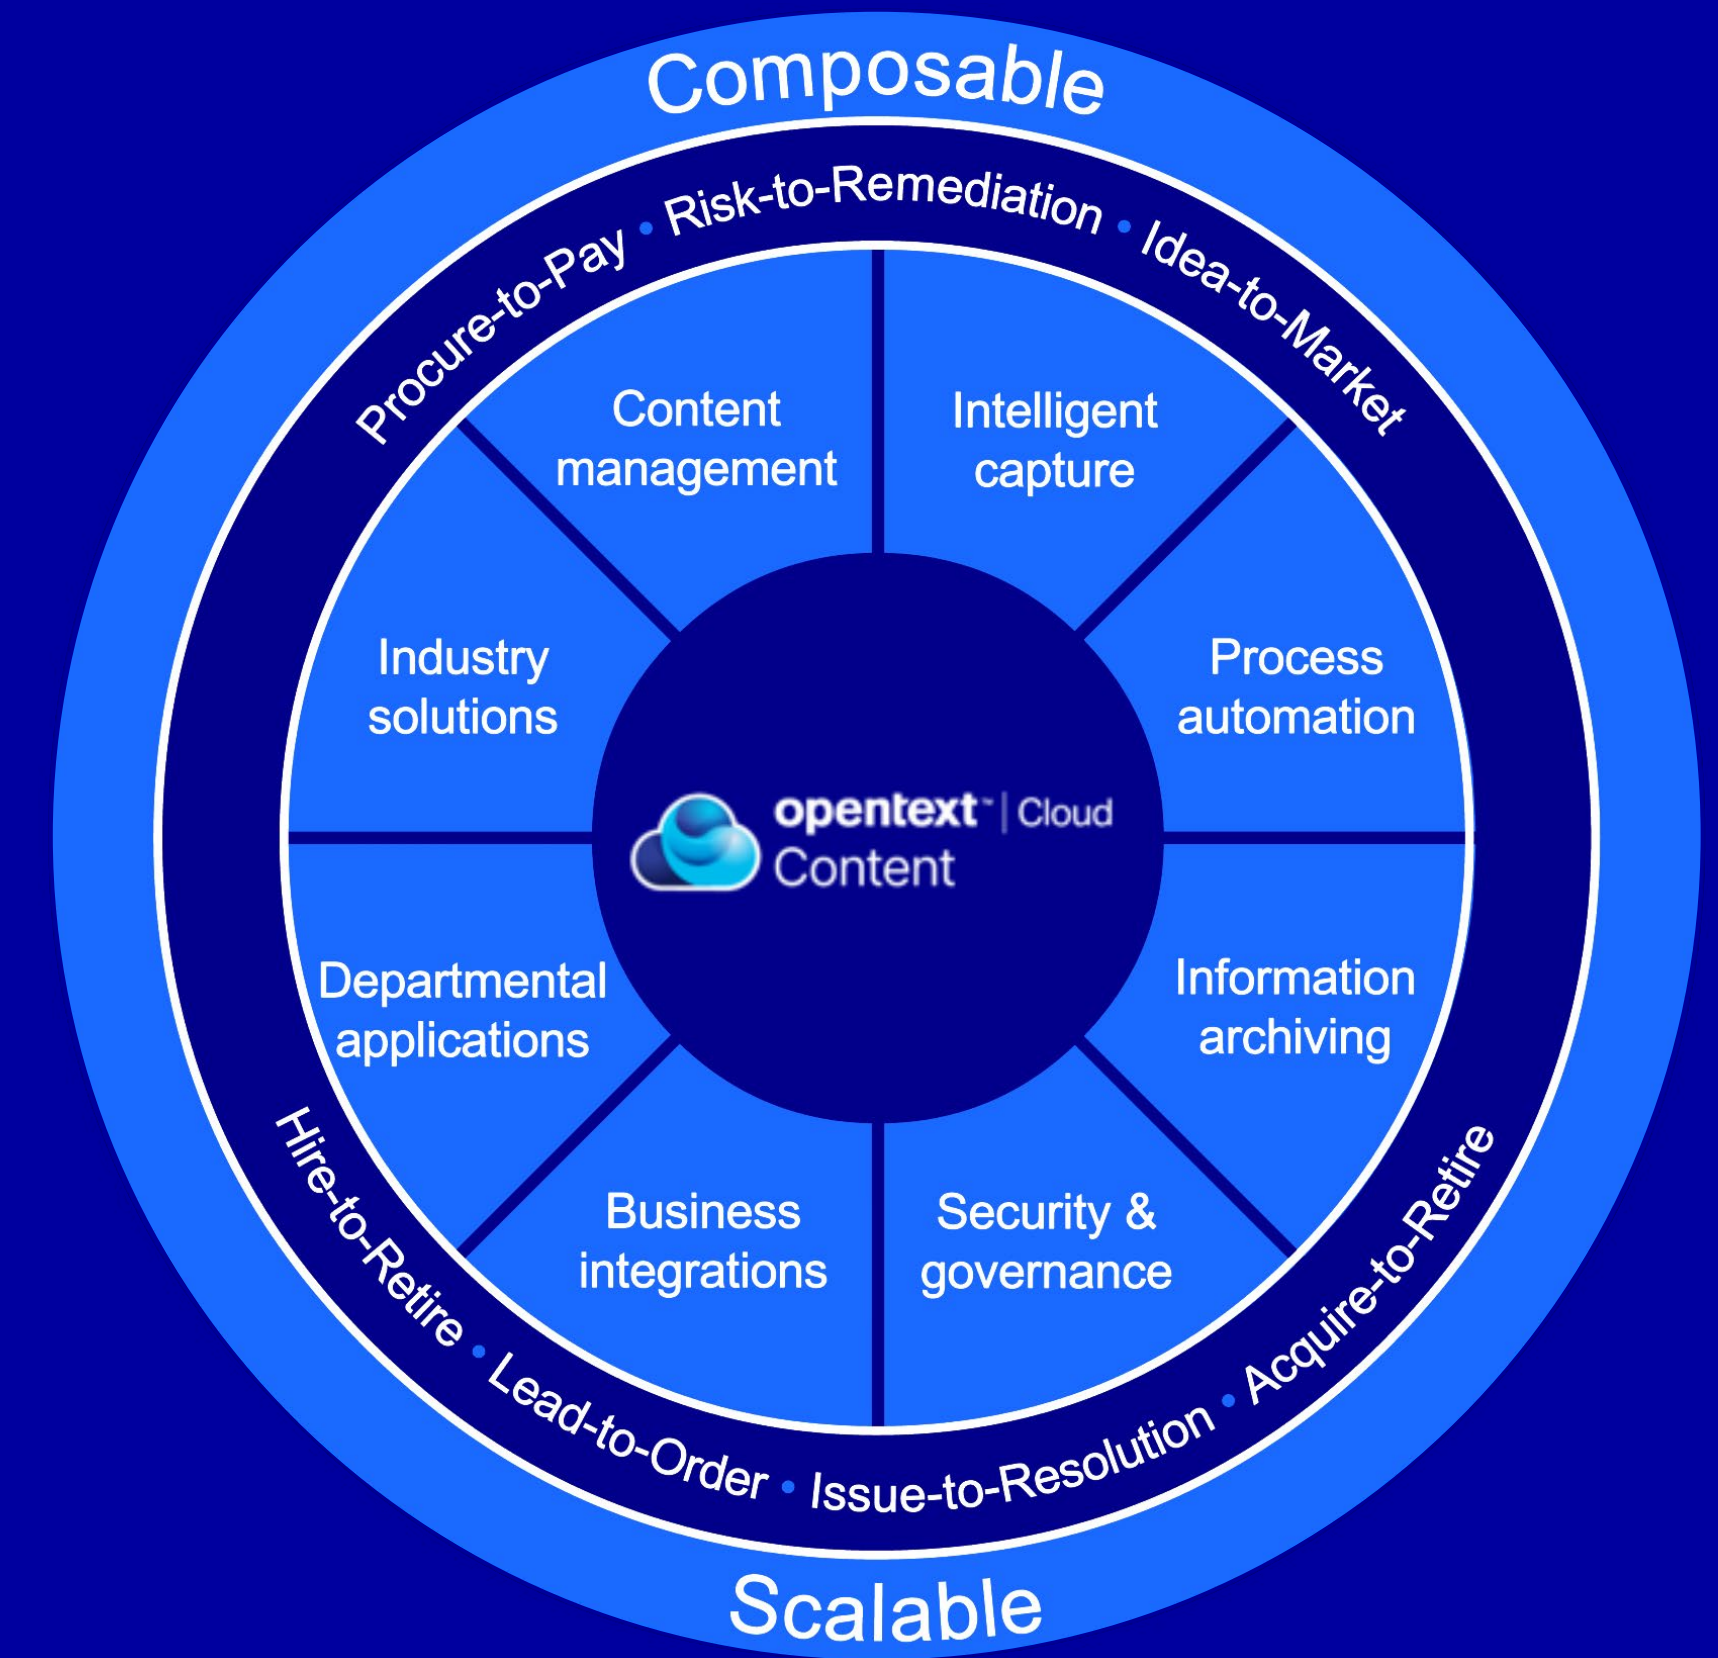 Composable
Procure-to-Pay • Risk-to-Remediation • Idea-to-Market
Content
management
Intelligent
capture
Industry
solutions
Process
automation
opentext™ | Cloud
Content
Departmental
applications
Information
archiving
Business
integrations
Security &
governance
Hire-to-Retire • Lead-to-Order • Issue-to-Resolution • Acquire-to-Retire
Scalable